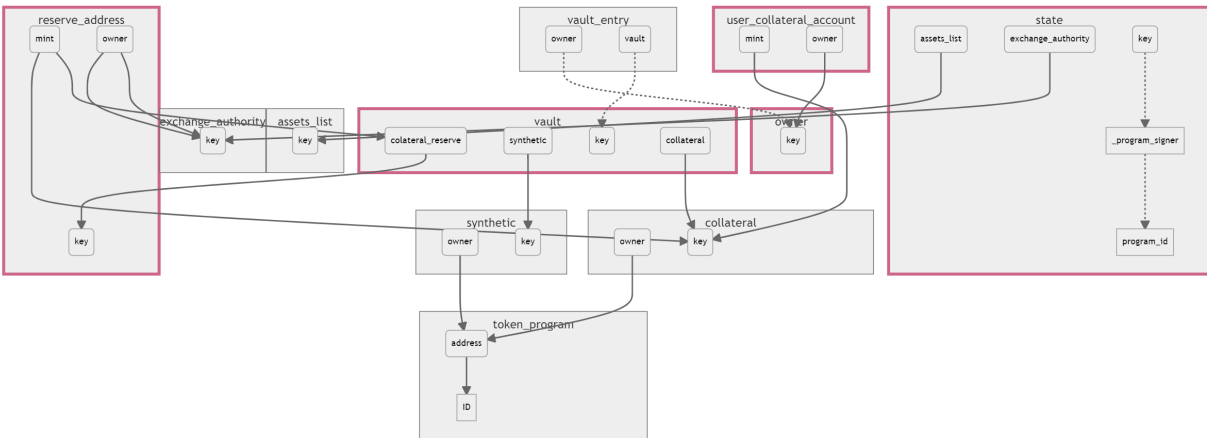 reserve_address
mint
owner
key
exchange_authority
key
assets_list
key
vault_entry
owner
vault
vault
colateral_reserve
synthetic
key
collateral
user_collateral_account
mint
owner
owner
key
state
assets_list
exchange_authority
key
_program_signer
program_id
synthetic
owner
key
collateral
owner
key
token_program
address
ID